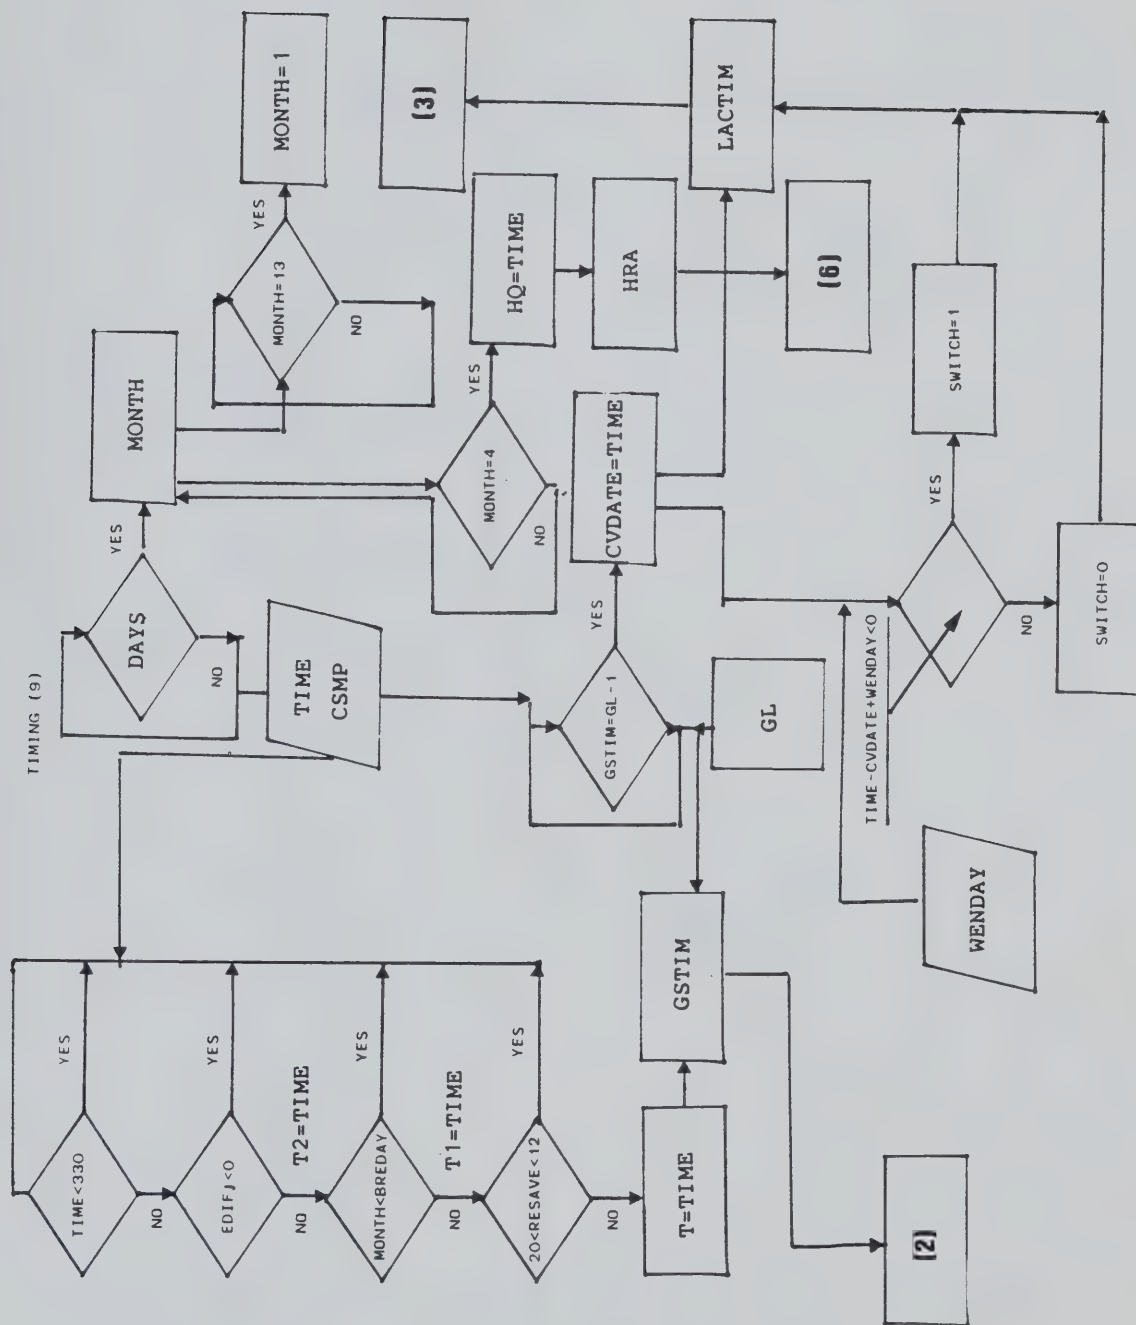 TIMING (9)
TIME<330
YES
NO
EDIFJ<0
YES
NO
T2=TIME
MONTH<BREDAY
YES
NO
T1=TIME
20<RESAVE<12
YES
NO
T=TIME
GSTIM
(2)
DAYS
YES
NO
TIME
CSMP
MONTH
MONTH=13
YES
NO
MONTH=1
MONTH=4
YES
NO
HQ=TIME
HRA
(6)
GSTIM=GL-1
YES
GL
CVDATE=TIME
LACTIM
(3)
WENDAY
TIME-CVDATE+WENDAY<0
YES
NO
SWITCH=1
SWITCH=0